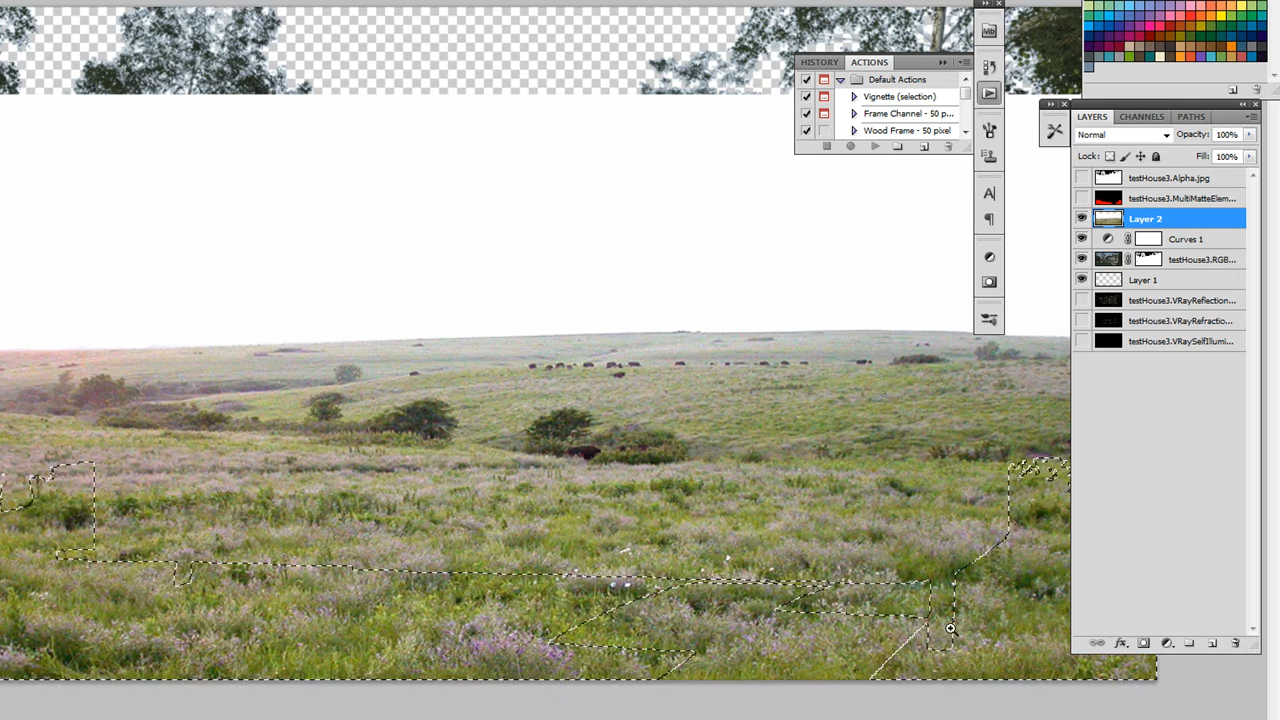 HISTORY
ACTIONS
Default Actions
Vignette (selection)
Frame Channel - 50 p...
Wood Frame - 50 pixel
Mb
A
LAYERS
CHANNELS
PATHS
Normal
Opacity:
100%
Lock:
Fill:
100%
testHouse3.Alpha.jpg
testHouse3.MultiMatteElem...
Layer 2
Curves 1
testHouse3.RGB...
Layer 1
testHouse3.VRayReflection...
testHouse3.VRayRefractio...
testHouse3.VRaySelfIllumi...
fx